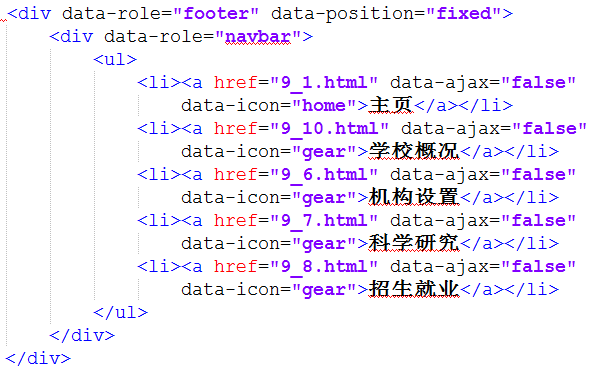 <div data-role="footer" data-position="fixed">
<div data-role="navbar">
<ul>
<li><a href="9_1.html" data-ajax="false"
data-icon="home">主页</a></li>
<li><a href="9_10.html" data-ajax="false"
data-icon="gear">学校概况</a></li>
<li><a href="9_6.html" data-ajax="false"
data-icon="gear">机构设置</a></li>
<li><a href="9_7.html" data-ajax="false"
data-icon="gear">科学研究</a></li>
<li><a href="9_8.html" data-ajax="false"
data-icon="gear">招生就业</a></li>
</ul>
</div>
</div>